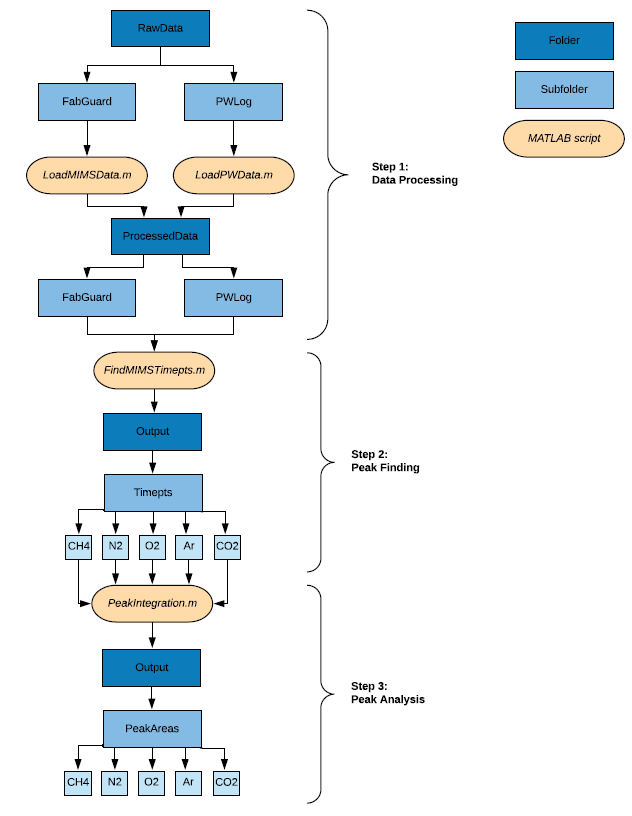 RawData
Folder
FabGuard
PWLog
Subfolder
MATLAB script
LoadMIMSData.m
LoadPWData.m
Step 1:
Data Processing
ProcessedData
FabGuard
PWLog
FindMIMSTimepts.m
Output
Step 2:
Peak Finding
Timepts
CH4
N2
O2
Ar
CO2
PeakIntegration.m
Output
Step 3:
Peak Analysis
PeakAreas
CH4
N2
O2
Ar
CO2